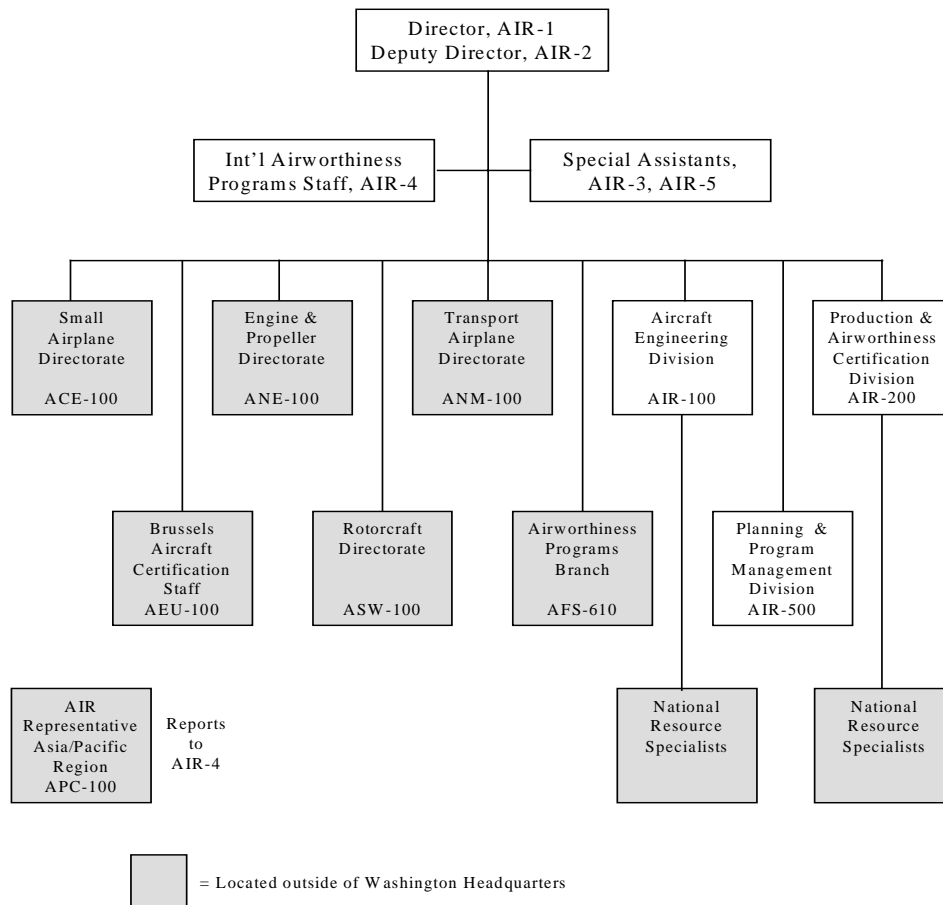 Director, AIR-1
Deputy Director, AIR-2
Int'l Airworthiness
Programs Staff, AIR-4
Special Assistants,
AIR-3, AIR-5
Small
Airplane
Directorate
ACE-100
Engine &
Propeller
Directorate
ANE-100
Transport
Airplane
Directorate
ANM-100
Aircraft
Engineering
Division
AIR-100
Production &
Airworthiness
Certification
Division
AIR-200
Brussels
Aircraft
Certification
Staff
AEU-100
Rotorcraft
Directorate
ASW-100
Airworthiness
Programs
Branch
AFS-610
Planning &
Program
Management
Division
AIR-500
AIR
Representative
Asia/Pacific
Region
APC-100
Reports
to
AIR-4
National
Resource
Specialists
National
Resource
Specialists
= Located outside of Washington Headquarters